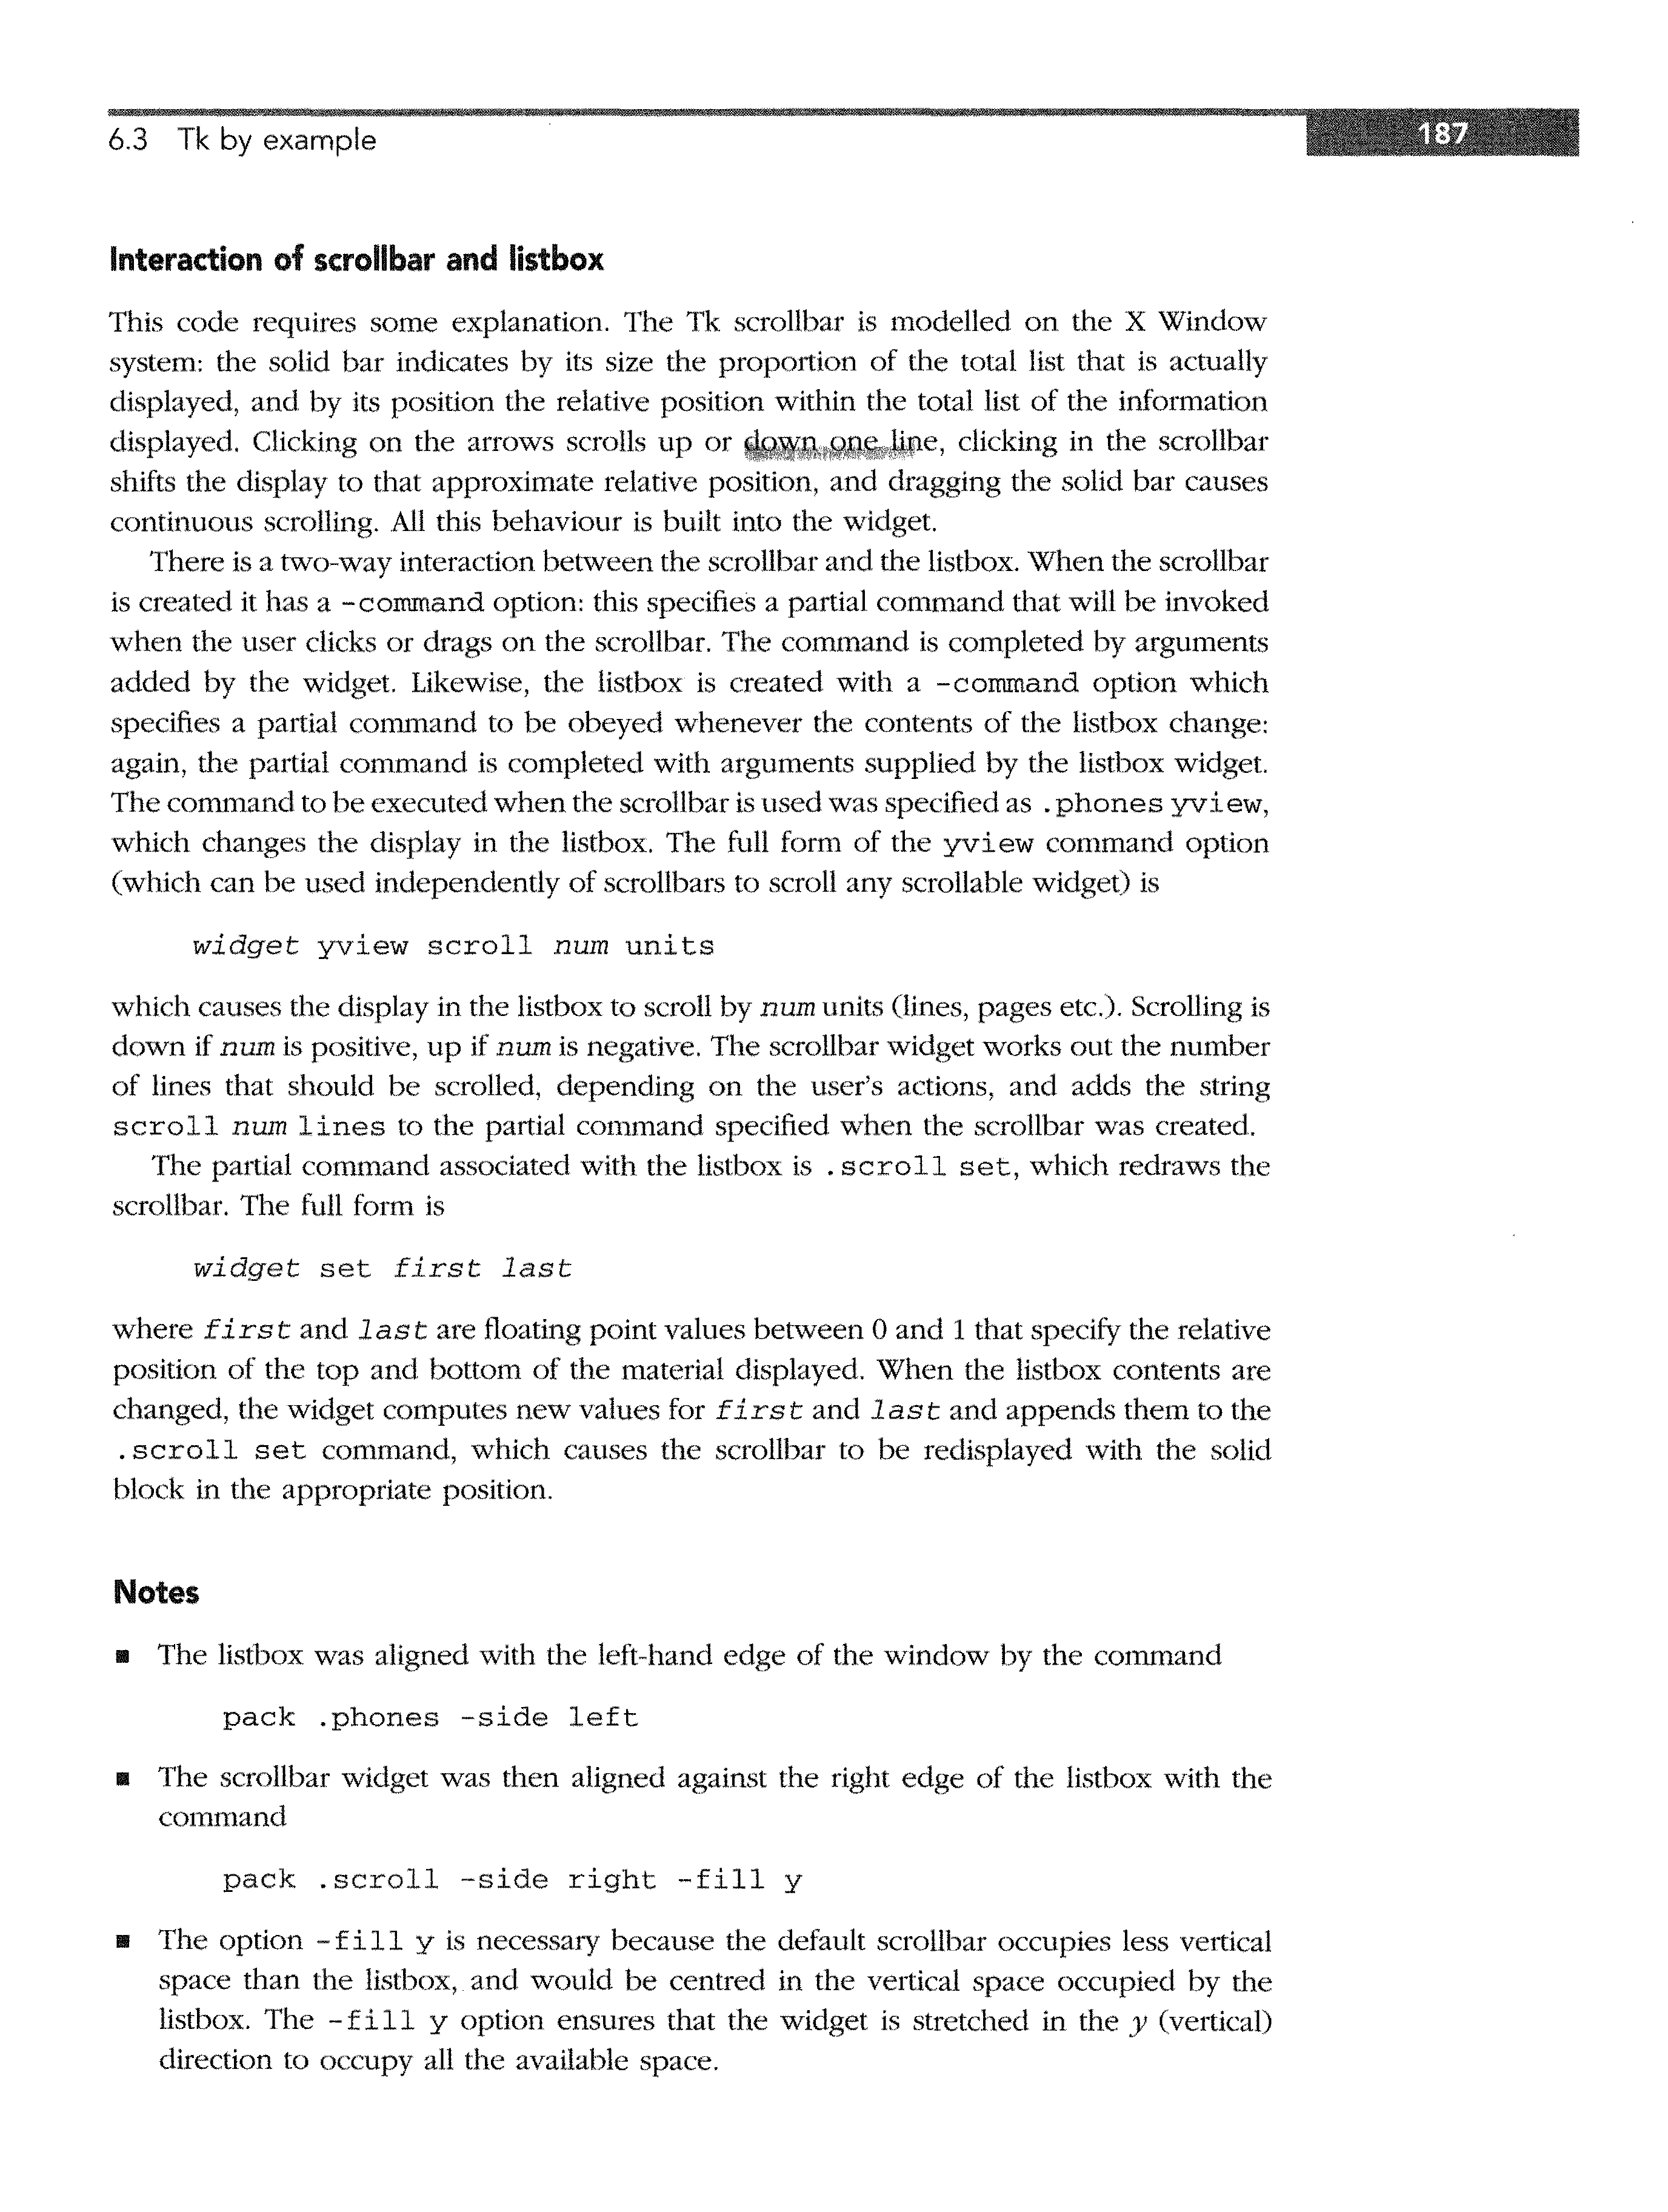 6.3 Tk by example
187
Interaction of scrollbar and listbox
This code requires some explanation. The Tk scrollbar is modelled on the X Window
system: the solid bar indicates by its size the proportion of the total list that is actually
displayed, and by its position the relative position within the total list of the information
displayed. Clicking on the arrows scrolls up or down one line, clicking in the scrollbar
shifts the display to that approximate relative position, and dragging the solid bar causes
continuous scrolling. All this behaviour is built into the widget.
There is a two-way interaction between the scrollbar and the listbox. When the scrollbar
is created it has a -command option: this specifies a partial command that will be invoked
when the user clicks or drags on the scrollbar. The command is completed by arguments
added by the widget. Likewise, the listbox is created with a -command option which
specifies a partial command to be obeyed whenever the contents of the listbox change:
again, the partial command is completed with arguments supplied by the listbox widget.
The command to be executed when the scrollbar is used was specified as .phones yview,
which changes the display in the listbox. The full form of the yview command option
(which can be used independently of scrollbars to scroll any scrollable widget) is
widget yview scroll num units
which causes the display in the listbox to scroll by num units (lines, pages etc.). Scrolling is
down if num is positive, up if num is negative. The scrollbar widget works out the number
of lines that should be scrolled, depending on the user's actions, and adds the string
scroll num lines to the partial command specified when the scrollbar was created.
The partial command associated with the listbox is .scroll set, which redraws the
scrollbar. The full form is
widget set first last
where first and last are floating point values between 0 and 1 that specify the relative
position of the top and bottom of the material displayed. When the listbox contents are
changed, the widget computes new values for first and last and appends them to the
.scroll set command, which causes the scrollbar to be redisplayed with the solid
block in the appropriate position.
Notes
■ The listbox was aligned with the left-hand edge of the window by the command
pack .phones -side left
■ The scrollbar widget was then aligned against the right edge of the listbox with the
command
pack .scroll -side right -fill y
■ The option -fill y is necessary because the default scrollbar occupies less vertical
space than the listbox, and would be centred in the vertical space occupied by the
listbox. The -fill y option ensures that the widget is stretched in the y (vertical)
direction to occupy all the available space.